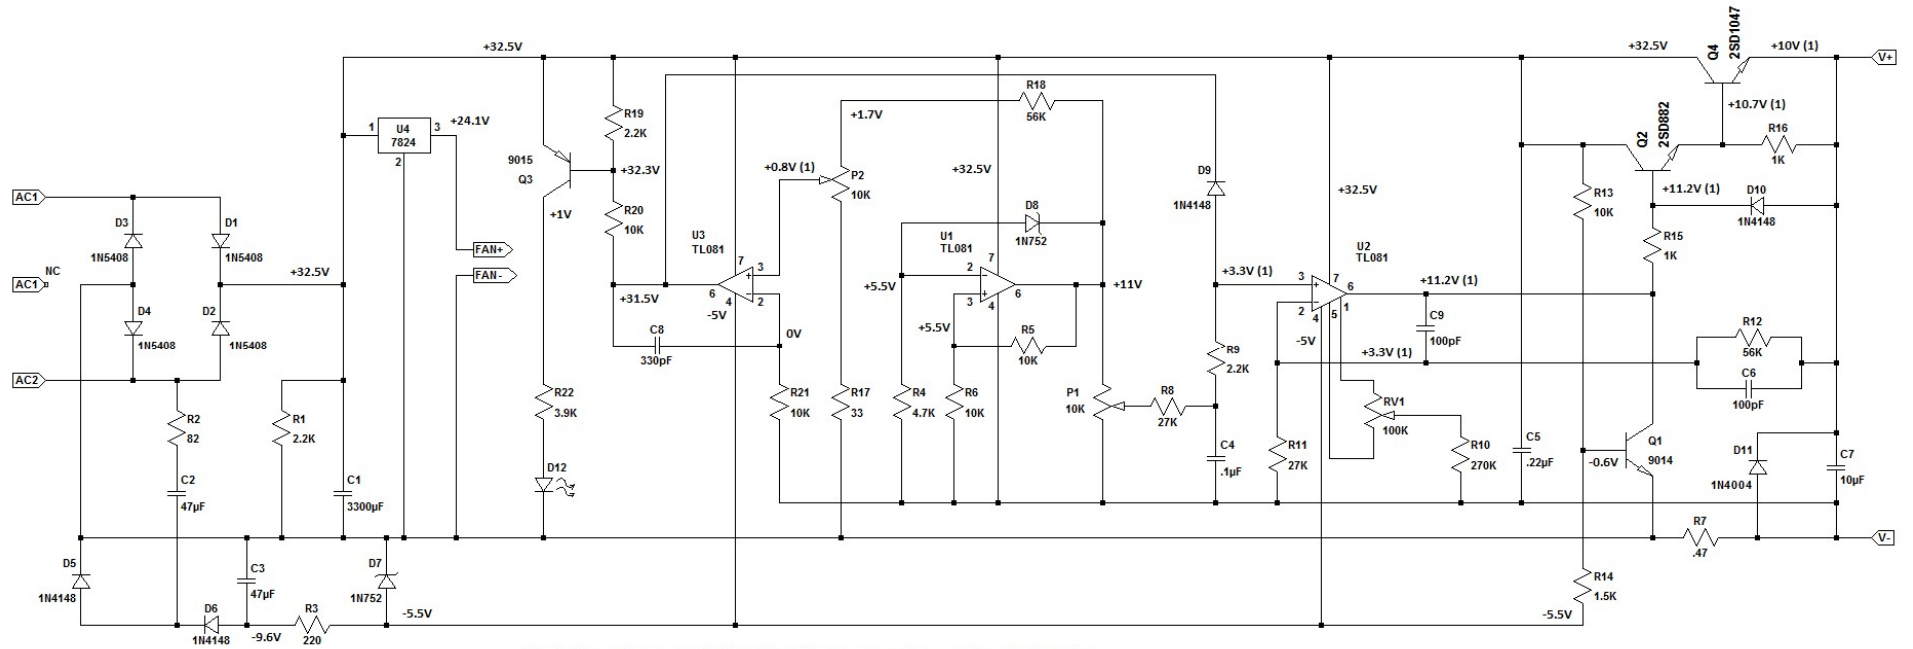 +32.5V
+32.5V
Q4
2SD1047
+10V (1)
V+
R18
56K
+1.7V
+10.7V (1)
U4
7824
1
3
2
+24.1V
R19
2.2K
9015
Q3
+32.3V
+0.8V (1)
P2
10K
+32.5V
D9
1N4148
+32.5V
Q2
2SD882
R16
1K
+11.2V (1)
D10
1N4148
R13
10K
AC1
D3
1N5408
D1
1N5408
+1V
R20
10K
U3
TL081
7
3
6
4
2
D8
1N752
U1
TL081
7
2
3
4
6
R15
1K
FAN+
FAN-
NC
AC1
+32.5V
+31.5V
-5V
+5.5V
+11V
+3.3V (1)
U2
TL081
3
7
6
2
4
5
1
+11.2V (1)
D4
1N5408
D2
1N5408
C8
330pF
0V
+5.5V
R5
10K
-5V
C9
100pF
+3.3V (1)
R12
56K
C6
100pF
AC2
R2
82
R1
2.2K
R22
3.9K
R21
10K
R17
33
R4
4.7K
R6
10K
P1
10K
R8
27K
R9
2.2K
RV1
100K
C2
47µF
C1
3300µF
D12
C4
.1µF
R11
27K
R10
270K
C5
.22µF
-0.6V
Q1
9014
D11
1N4004
C7
10µF
R7
.47
V-
D5
1N4148
C3
47µF
D7
1N752
R14
1.5K
D6
1N4148
-9.6V
R3
220
-5.5V
-5.5V